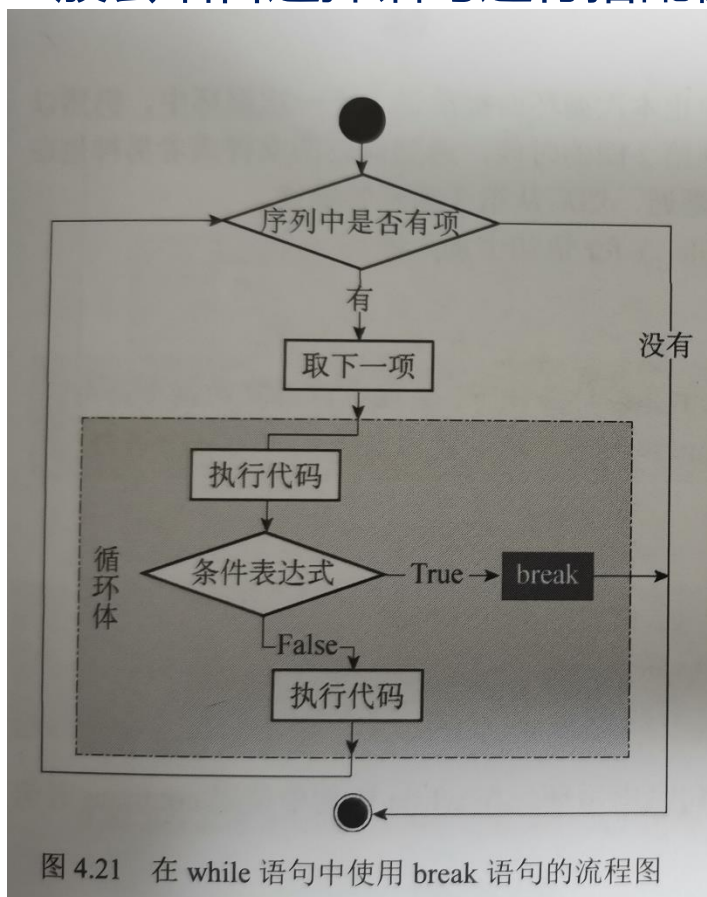 序列中是否有项
有
没有
取下一项
执行代码
循环体
条件表达式
True
break
False
执行代码
图 4.21 在 while 语句中使用 break 语句的流程图